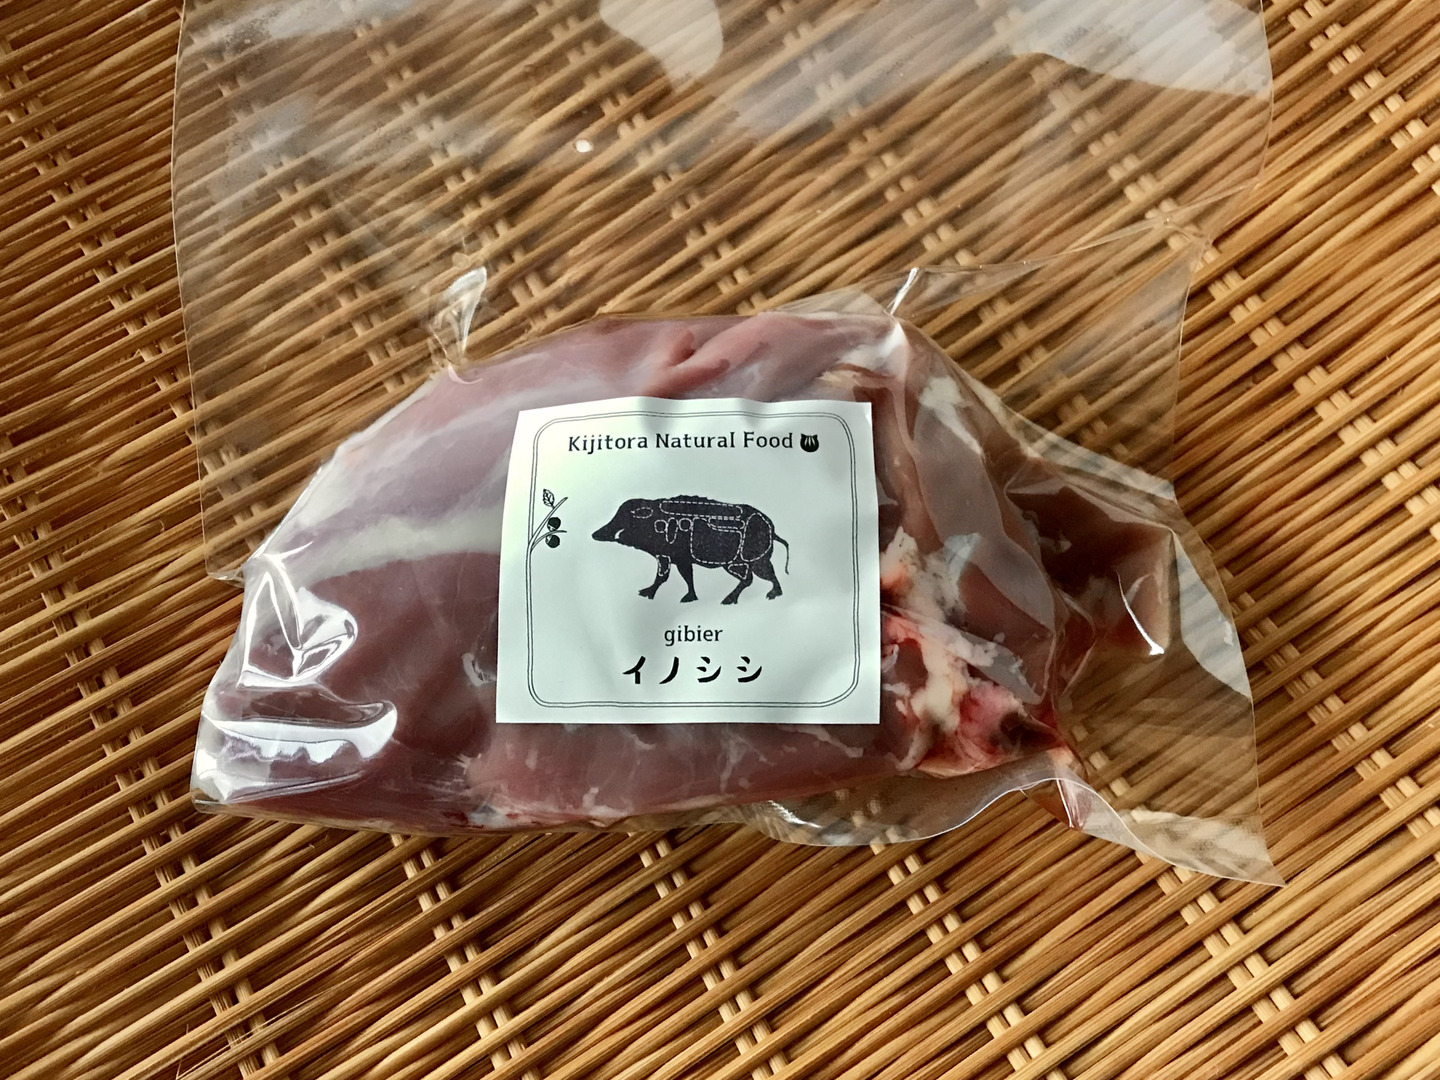 Kijitora Natural Food
gibier
イノシシ